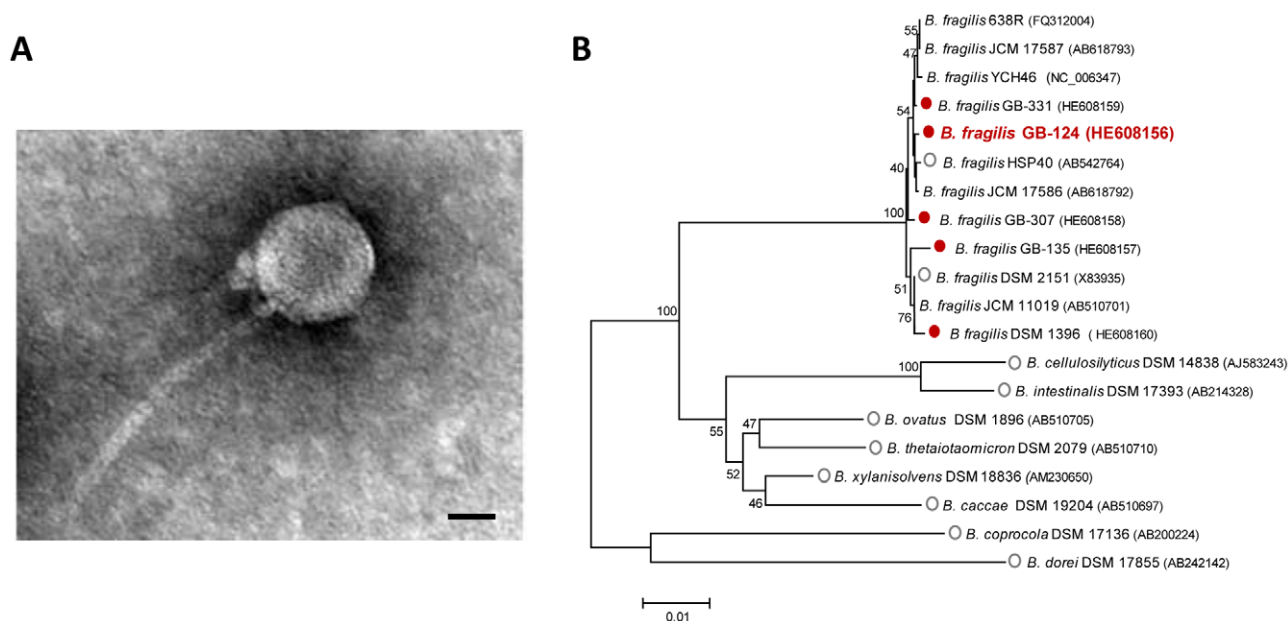 A
B
B. fragilis 638R (FQ312004)
B. fragilis JCM 17587 (AB618793)
B. fragilis YCH46 (NC_006347)
B. fragilis GB-331 (HE608159)
B. fragilis GB-124 (HE608156)
B. fragilis HSP40 (AB542764)
B. fragilis JCM 17586 (AB618792)
B. fragilis GB-307 (HE608158)
B. fragilis GB-135 (HE608157)
B. fragilis DSM 2151 (X83935)
B. fragilis JCM 11019 (AB510701)
B fragilis DSM 1396 ( HE608160)
B. cellulosilyticus DSM 14838 (AJ583243)
B. intestinalis DSM 17393 (AB214328)
B. ovatus DSM 1896 (AB510705)
B. thetaiotaomicron DSM 2079 (AB510710)
B. xylanisolvens DSM 18836 (AM230650)
B. caccae DSM 19204 (AB510697)
B. coprocola DSM 17136 (AB200224)
B. dorei DSM 17855 (AB242142)
55
47
54
40
100
51
76
100
100
55
47
52
46
0.01